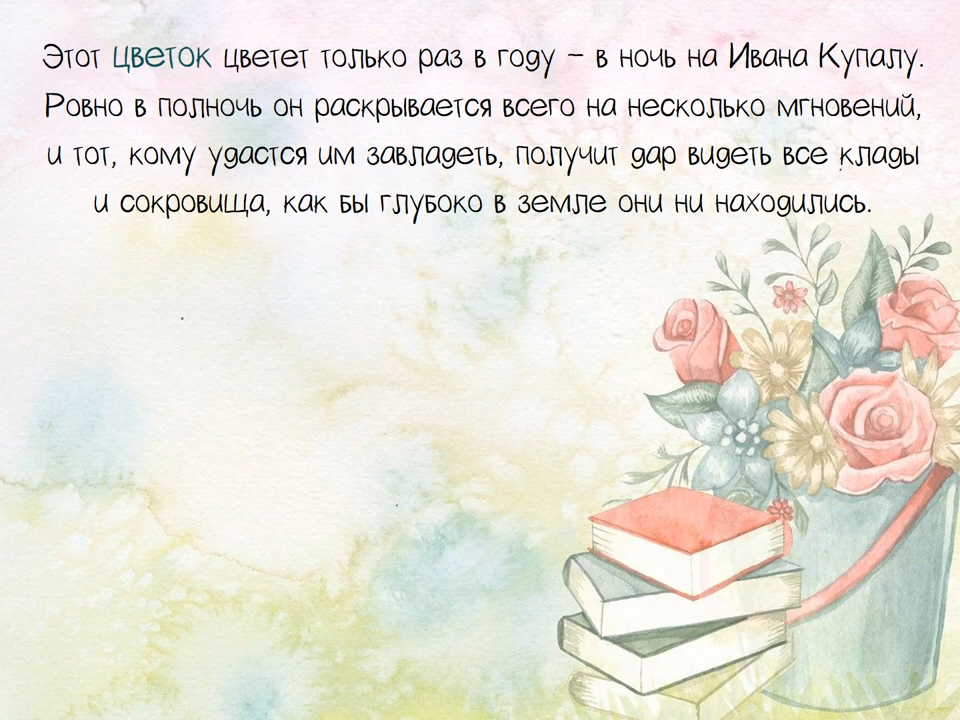 Этот цветок цветет только раз в году – в ночь на Ивана Купалу.
Ровно в полночь он раскрывается всего на несколько мгновений,
и тот, кому удастся им завладеть, получит дар видеть все клады
и сокровища, как бы глубоко в земле они ни находились.